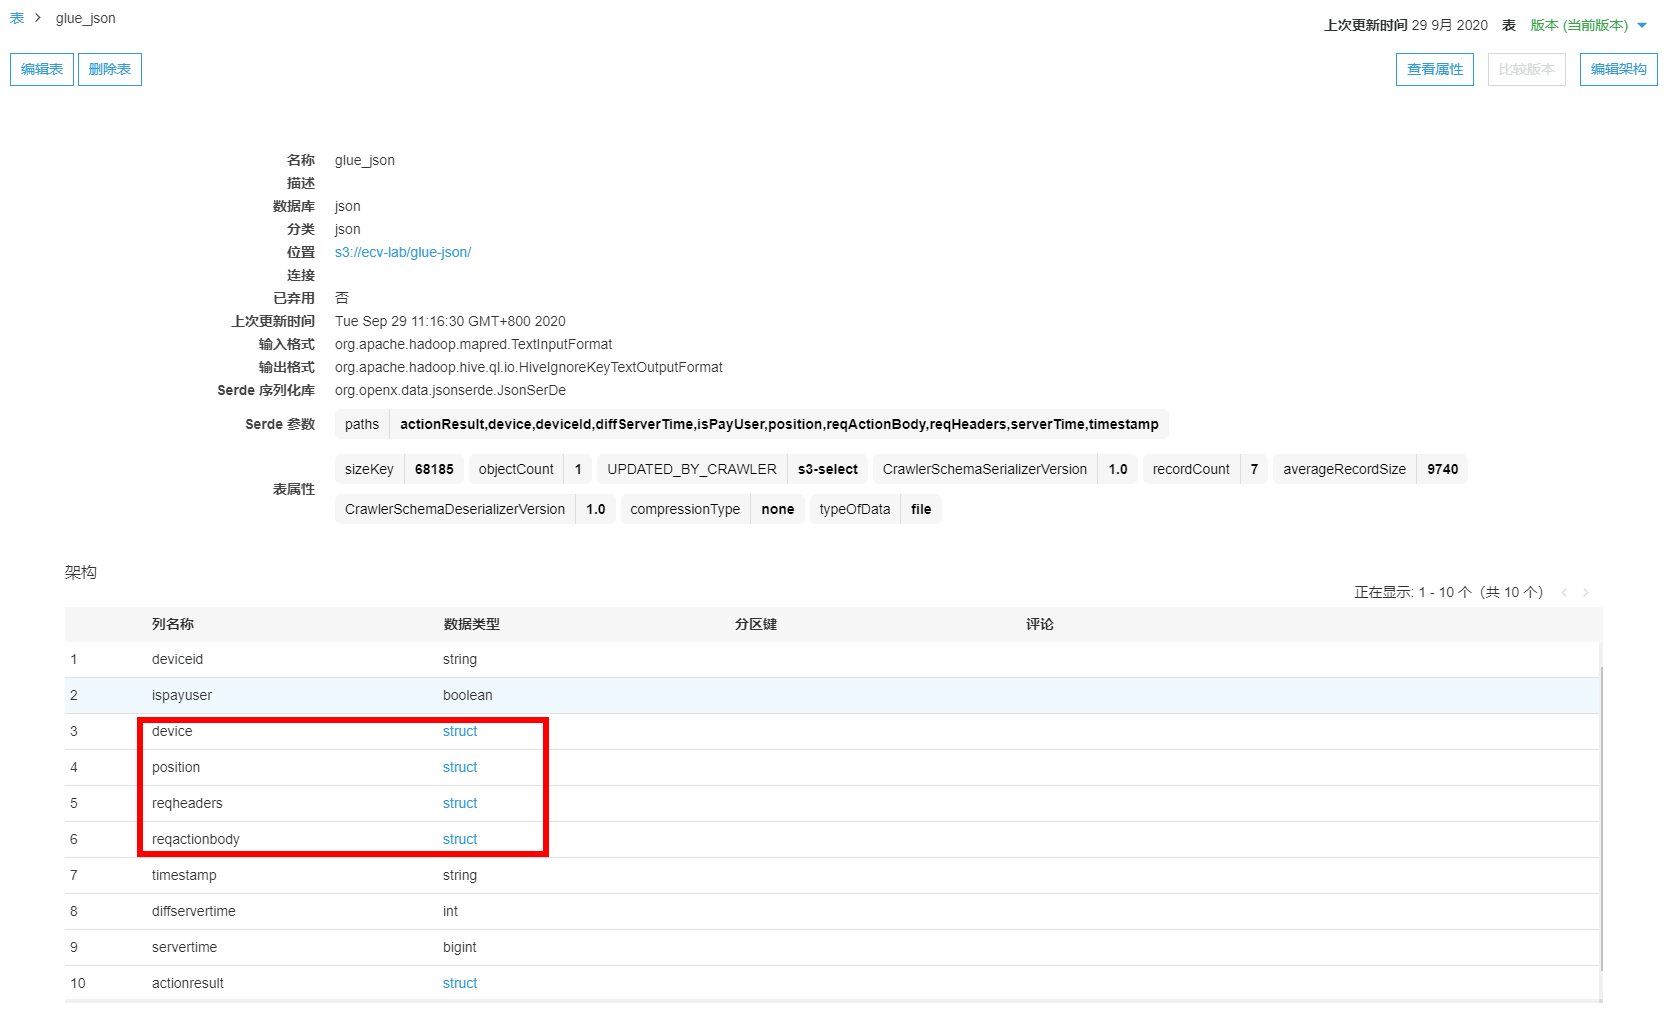 表 > glue_json
上次更新时间 29 9月 2020 表 版本 (当前版本)
编辑表 删除表 查看属性 比较版本 编辑架构
名称 glue_json
描述
数据库 json
分类 json
位置 s3://ecv-lab/glue-json/
连接
已弃用 否
上次更新时间 Tue Sep 29 11:16:30 GMT+800 2020
输入格式 org.apache.hadoop.mapred.TextInputFormat
输出格式 org.apache.hadoop.hive.ql.io.HiveIgnoreKeyTextOutputFormat
Serde 序列化库 org.openx.data.jsonserde.JsonSerDe
Serde 参数 paths actionResult,device,deviceId,diffServerTime,isPayUser,position,reqActionBody,reqHeaders,serverTime,timestamp
表属性 sizeKey 68185 objectCount 1 UPDATED_BY_CRAWLER s3-select CrawlerSchemaSerializerVersion 1.0 recordCount 7 averageRecordSize 9740
CrawlerSchemaDeserializerVersion 1.0 compressionType none typeOfData file
架构
正在显示: 1 - 10 个（共 10 个） < >
列名称 数据类型 分区键 评论
1 deviceid string
2 ispayuser boolean
3 device struct
4 position struct
5 reqheaders struct
6 reqactionbody struct
7 timestamp string
8 diffservertime int
9 servertime bigint
10 actionresult struct